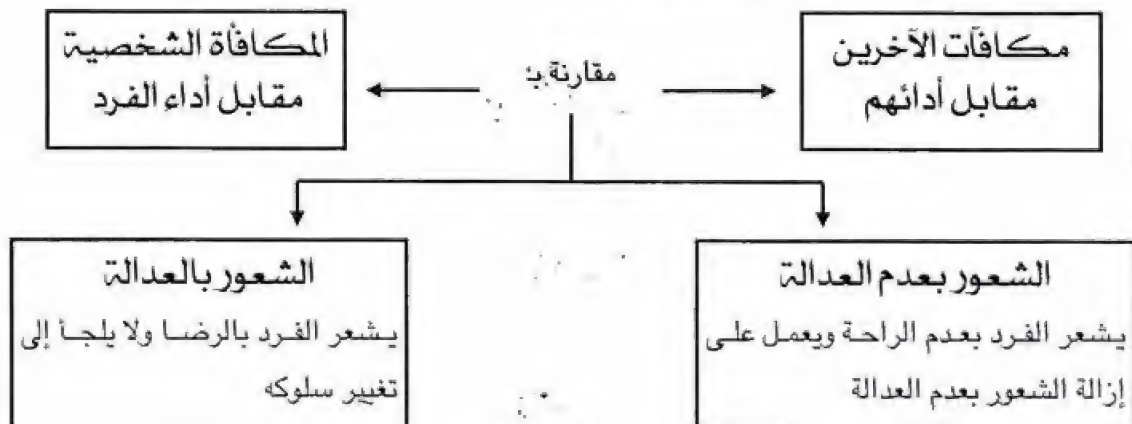 مكافآت الآخرين
مقابل أدائهم
مقارنة بـ
المكافأة الشخصية
مقابل أداء الفرد
الشعور بعدم العدالة
يشعر الفرد بعدم الراحة ويعمل على
إزالة الشعور بعدم العدالة
الشعور بالعدالة
يشعر الفرد بالرضا ولا يلجأ إلى
تغيير سلوكه